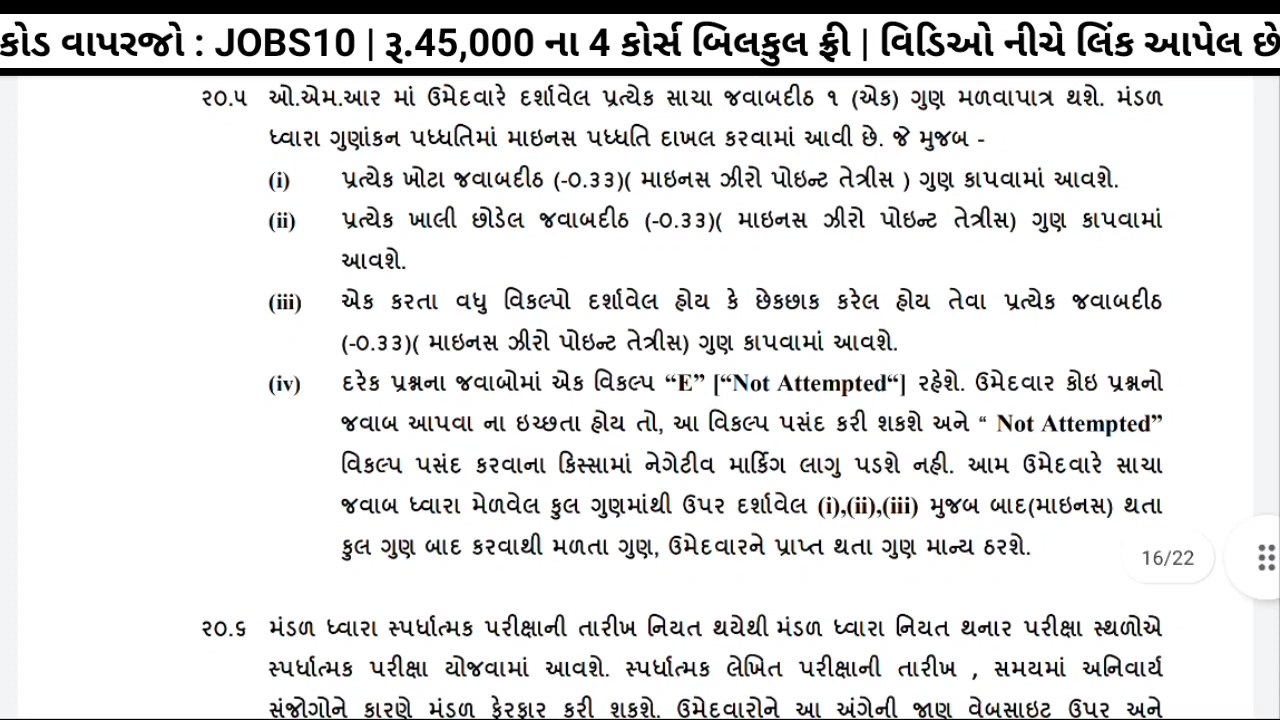 કોડ વાપરજો : JOBS10 | રૂ.45,000 ના 4 કોર્સ બિલકુલ ફ્રી | વિડિઓ નીચે લિંક આપેલ છે
૨૦.૫ ઓ.એમ.આર માં ઉમેદવારે દર્શાવેલ પ્રત્યેક સાચા જવાબદીઠ ૧ (એક) ગુણ મળવાપાત્ર થશે. મંડળ
ધ્વારા ગુણાંકન પધ્ધતિમાં માઇનસ પધ્ધતિ દાખલ કરવામાં આવી છે. જે મુજબ -
(i) પ્રત્યેક ખોટા જવાબદીઠ (-0.33)( માઇનસ ઝીરો પોઇન્ટ તેત્રીસ ) ગુણ કાપવામાં આવશે.
(ii) પ્રત્યેક ખાલી છોડેલ જવાબદીઠ (-0.33)( માઇનસ ઝીરો પોઇન્ટ તેત્રીસ) ગુણ કાપવામાં
આવશે.
(iii) એક કરતા વધુ વિકલ્પો દર્શાવેલ હોય કે છેકછાક કરેલ હોય તેવા પ્રત્યેક જવાબદીઠ
(-0.33)( માઇનસ ઝીરો પોઇન્ટ તેત્રીસ) ગુણ કાપવામાં આવશે.
(iv) દરેક પ્રશ્નના જવાબોમાં એક વિકલ્પ “E” [“Not Attempted“] રહેશે. ઉમેદવાર કોઇ પ્રશ્નનો
જવાબ આપવા ના ઇચ્છતા હોય તો, આ વિકલ્પ પસંદ કરી શકશે અને “ Not Attempted”
વિકલ્પ પસંદ કરવાના કિસ્સામાં નેગેટીવ માર્કિંગ લાગુ પડશે નહી. આમ ઉમેદવારે સાચા
જવાબ ધ્વારા મેળવેલ કુલ ગુણમાંથી ઉપર દર્શાવેલ (i),(ii),(iii) મુજબ બાદ(માઇનસ) થતા
કુલ ગુણ બાદ કરવાથી મળતા ગુણ, ઉમેદવારને પ્રાપ્ત થતા ગુણ માન્ય ઠરશે.
16/22
૨૦.૬ મંડળ ધ્વારા સ્પર્ધાત્મક પરીક્ષાની તારીખ નિયત થયેથી મંડળ ધ્વારા નિયત થનાર પરીક્ષા સ્થળોએ
સ્પર્ધાત્મક પરીક્ષા યોજવામાં આવશે. સ્પર્ધાત્મક લેખિત પરીક્ષાની તારીખ , સમયમાં અનિવાર્ય
સંજોગોને કારણે મંડળ ફેરફાર કરી શકશે. ઉમેદવારોને આ અંગેની જાણ વેબસાઇટ ઉપર અને